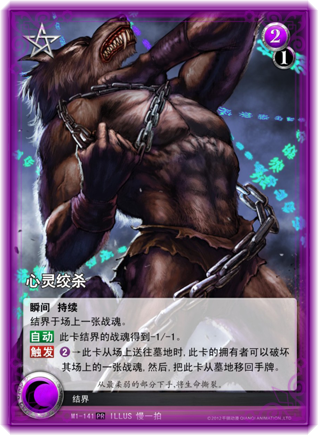 2
1
心灵绞杀
瞬间 持续
结界于场上一张战魂。
自动 此卡结界的战魂得到-1/-1。
触发 2→此卡从场上送往墓地时,此卡的拥有者可以破坏
其场上的一张战魂,然后,把此卡从墓地移回手牌。
从最柔弱的部分下手,将生命撕裂。
结界
M1-141 PR ILLUS 慢一拍